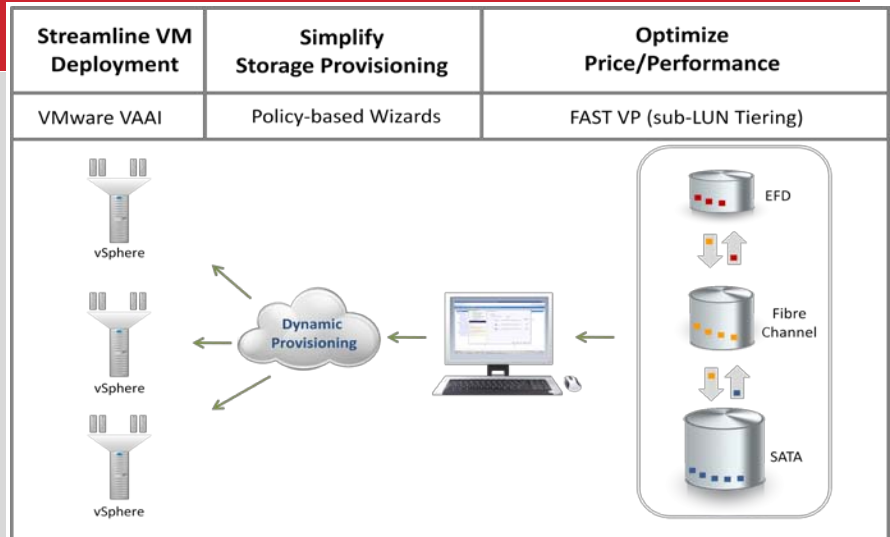 Streamline VM
Deployment
Simplify
Storage Provisioning
Optimize
Price/Performance
VMware VAAI
Policy-based Wizards
FAST VP (sub-LUN Tiering)
vSphere
vSphere
vSphere
Dynamic
Provisioning
EFD
Fibre
Channel
SATA